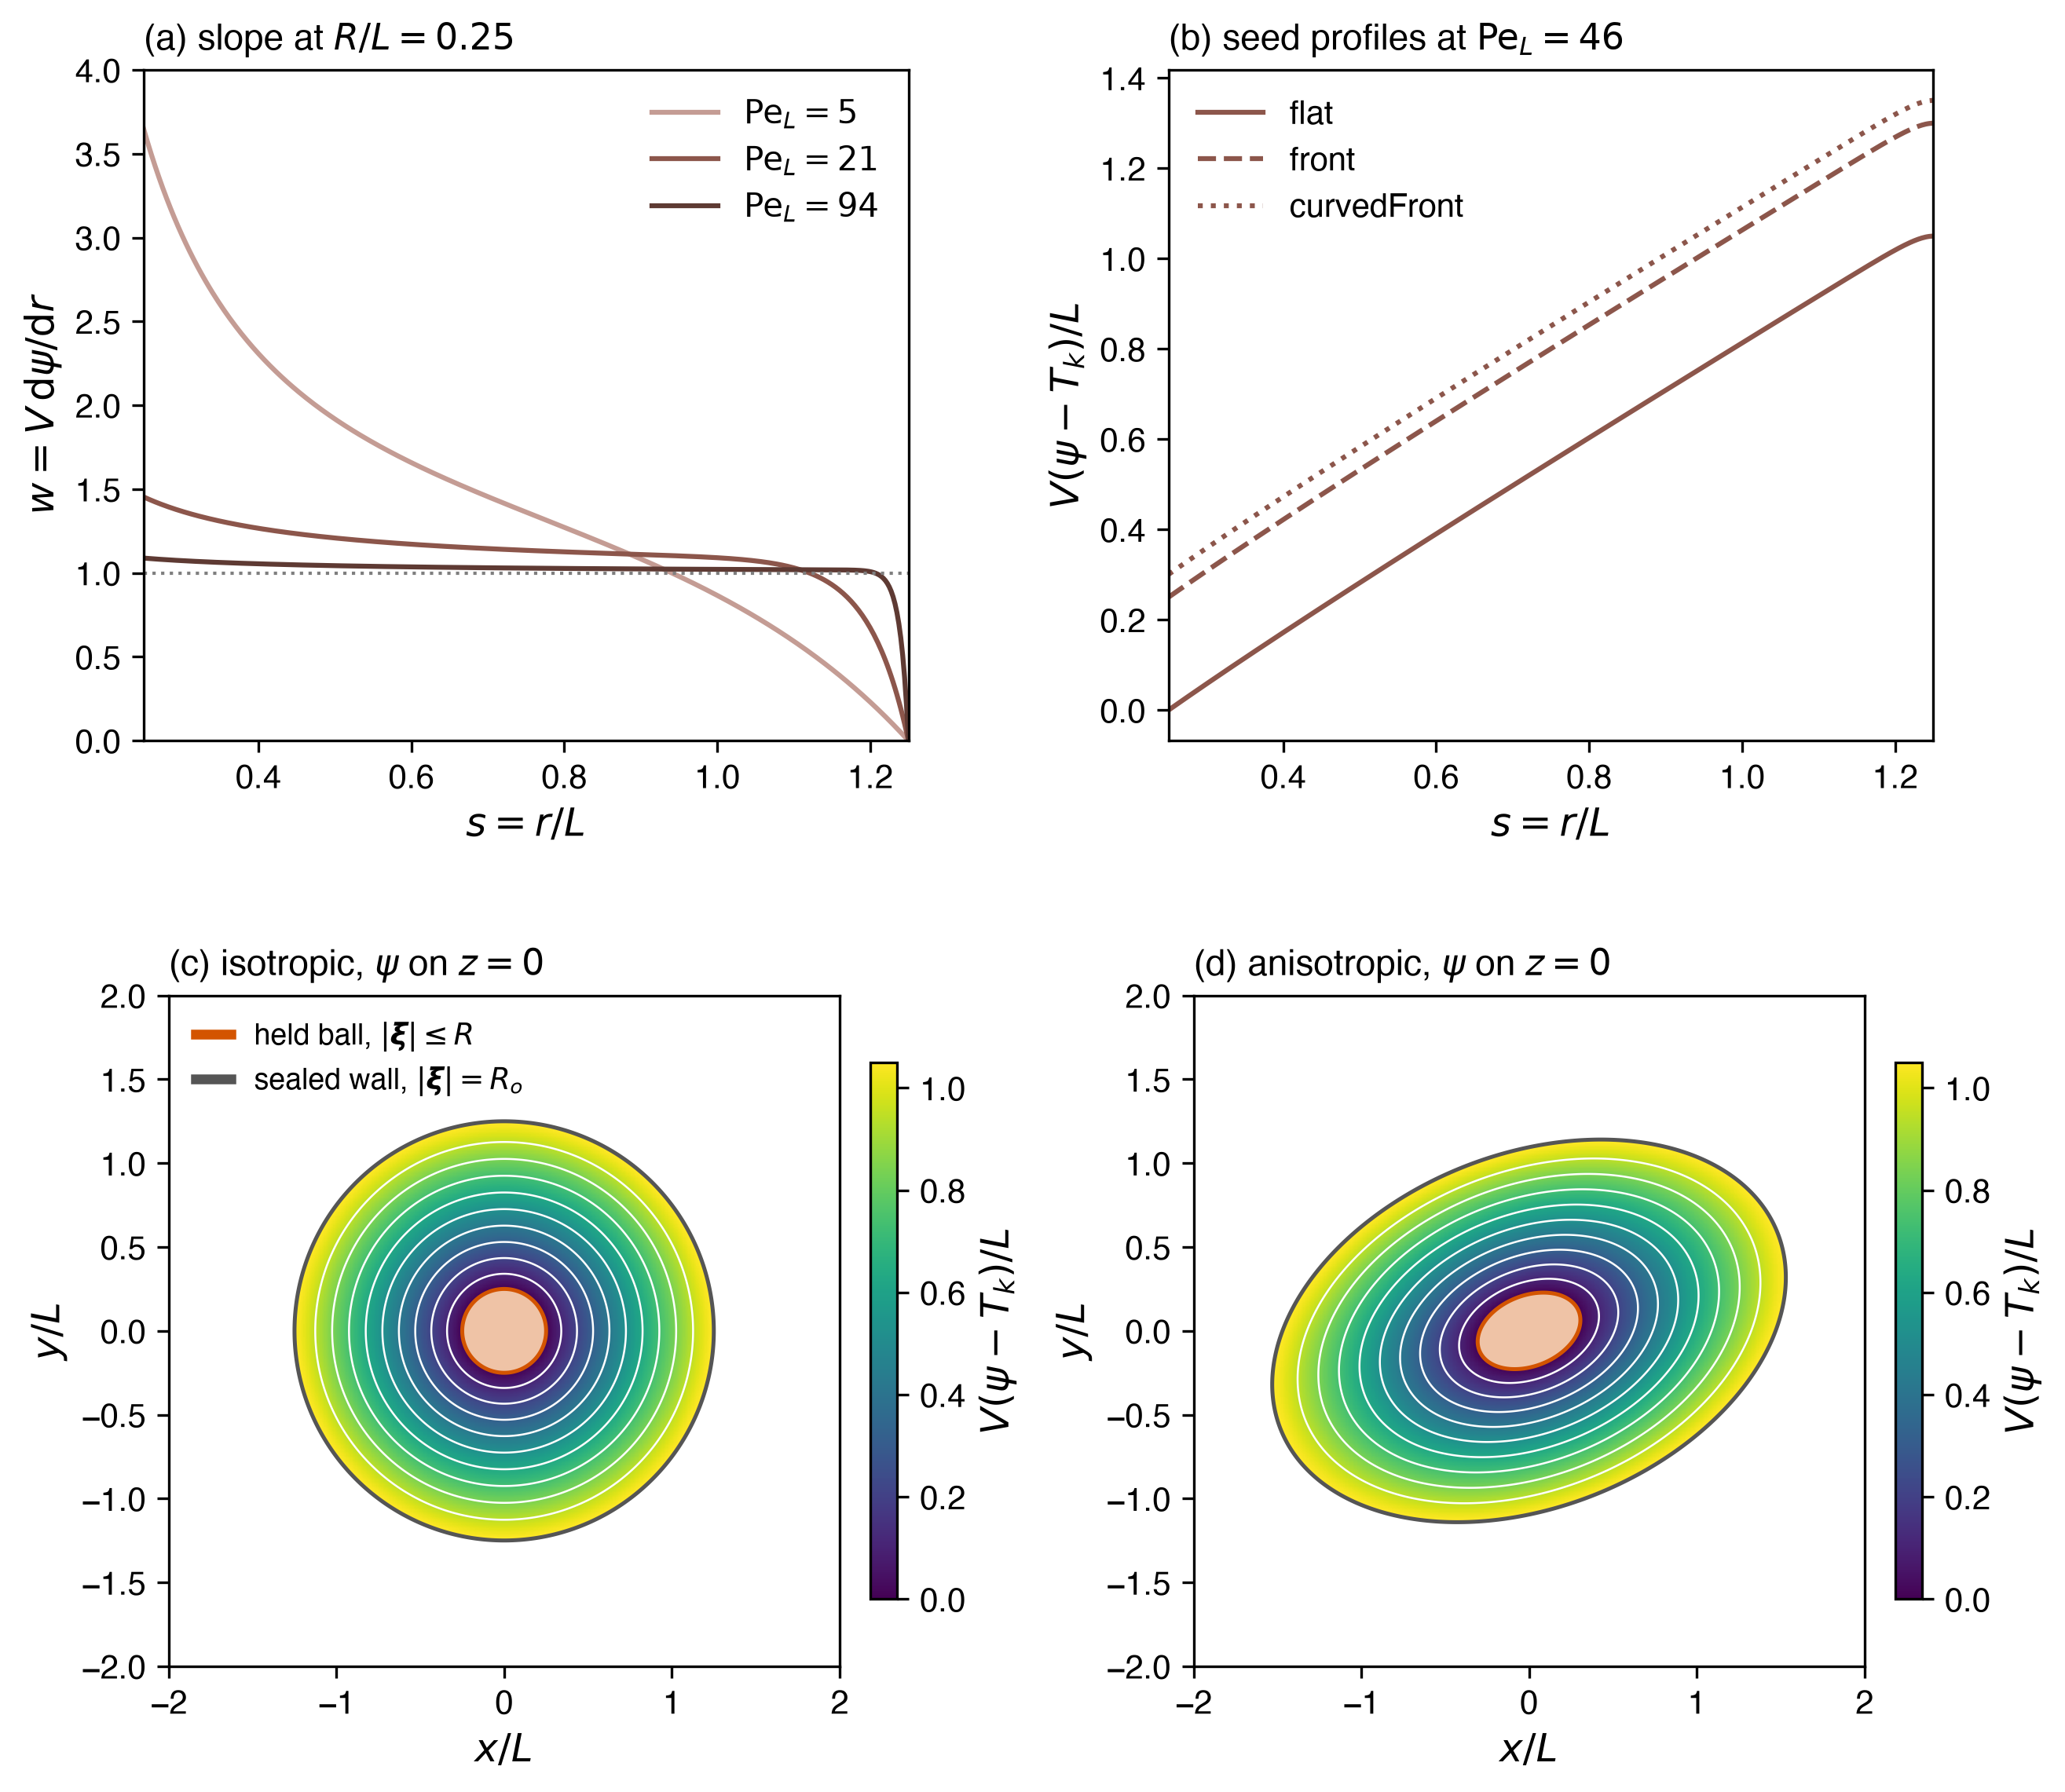 (a) slope at R/L = 0.25
4.0
3.5
3.0
2.5
2.0
1.5
1.0
0.5
0.0
w = V dψ/dr
0.4 0.6 0.8 1.0 1.2
s = r/L
Pe_L = 5
Pe_L = 21
Pe_L = 94
(b) seed profiles at Pe_L = 46
1.4
1.2
1.0
0.8
0.6
0.4
0.2
0.0
V(ψ − T_k)/L
0.4 0.6 0.8 1.0 1.2
s = r/L
flat
front
curvedFront
(c) isotropic, ψ on z = 0
2.0
1.5
1.0
0.5
0.0
−0.5
−1.0
−1.5
−2.0
y/L
−2 −1 0 1 2
x/L
held ball, |ξ| ≤ R
sealed wall, |ξ| = R_o
1.0
0.8
0.6
0.4
0.2
0.0
V(ψ − T_k)/L
(d) anisotropic, ψ on z = 0
2.0
1.5
1.0
0.5
0.0
−0.5
−1.0
−1.5
−2.0
y/L
−2 −1 0 1 2
x/L
1.0
0.8
0.6
0.4
0.2
0.0
V(ψ − T_k)/L